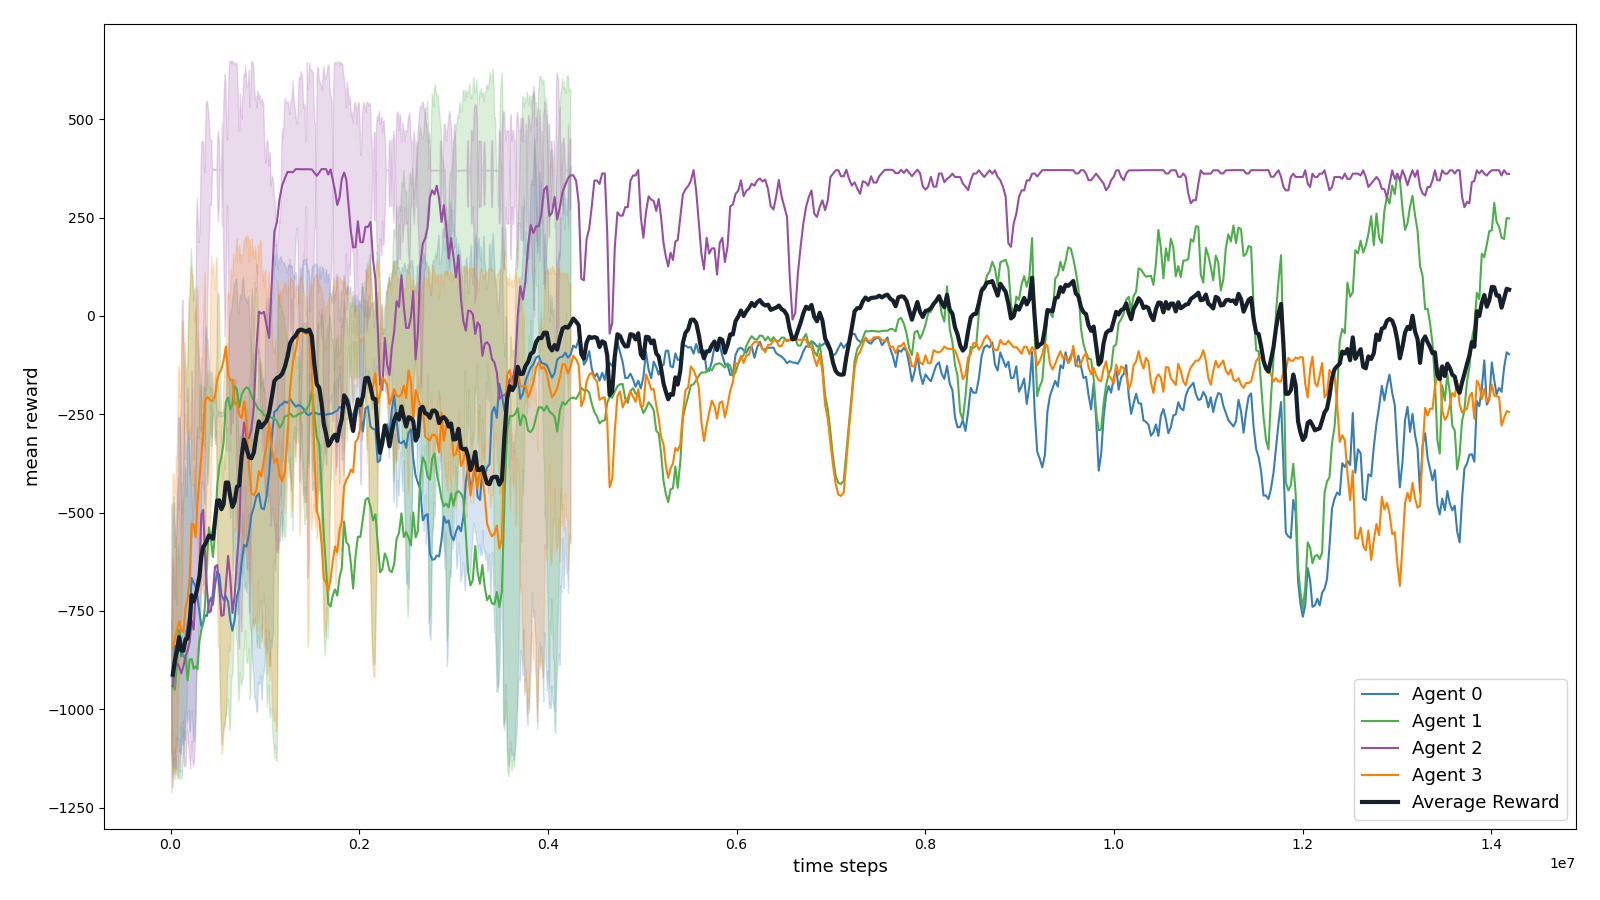 500
250
0
−250
−500
−750
−1000
−1250
mean reward
0.0
0.2
0.4
0.6
0.8
1.0
1.2
1.4
1e7
time steps
Agent 0
Agent 1
Agent 2
Agent 3
Average Reward